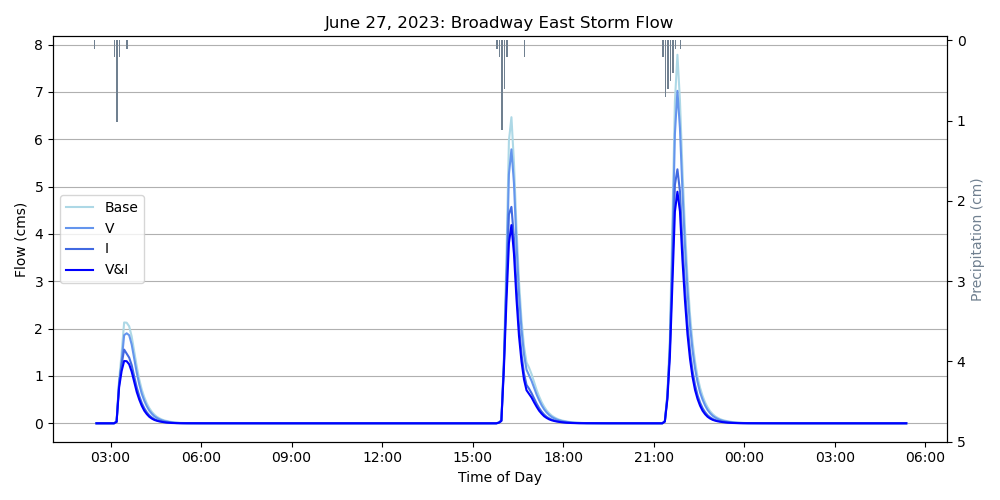 June 27, 2023: Broadway East Storm Flow
8
7
6
5
4
3
2
1
0
Flow (cms)
Base
V
I
V&I
0
1
2
3
4
5
Precipitation (cm)
03:00 06:00 09:00 12:00 15:00 18:00 21:00 00:00 03:00 06:00
Time of Day